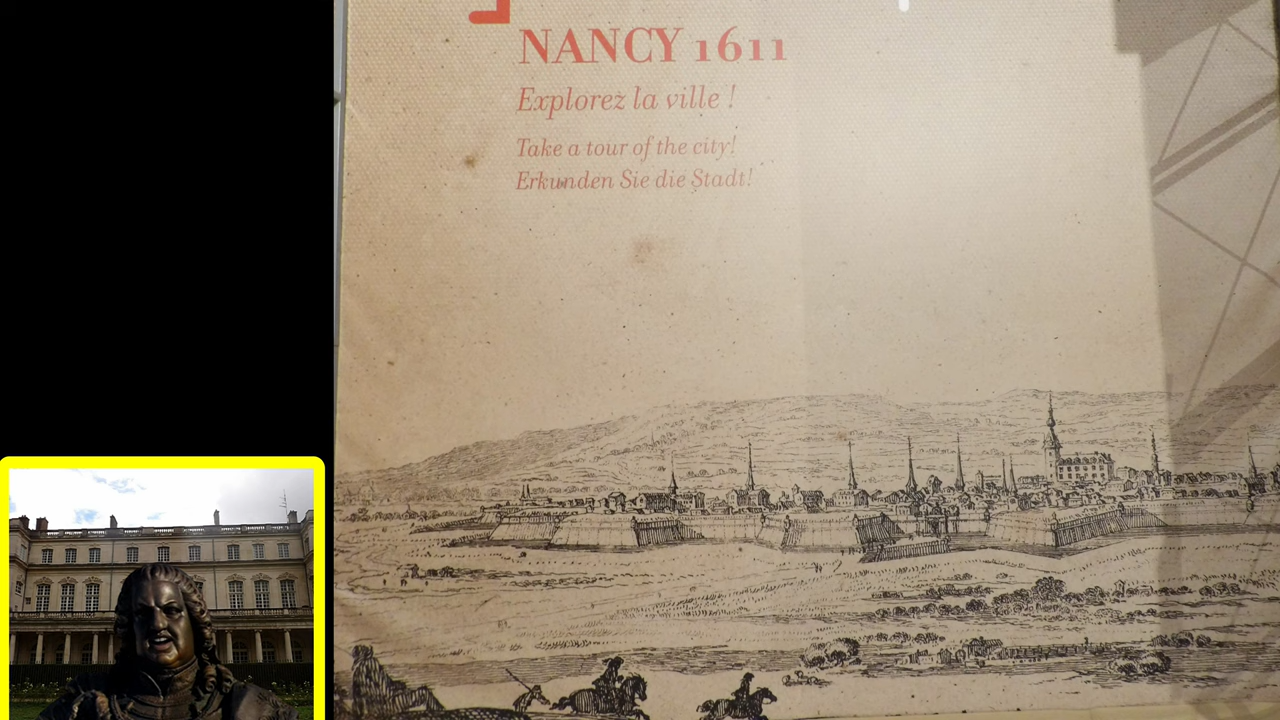 NANCY 1611
Explorez la ville !
Take a tour of the city!
Erkunden Sie die Stadt!